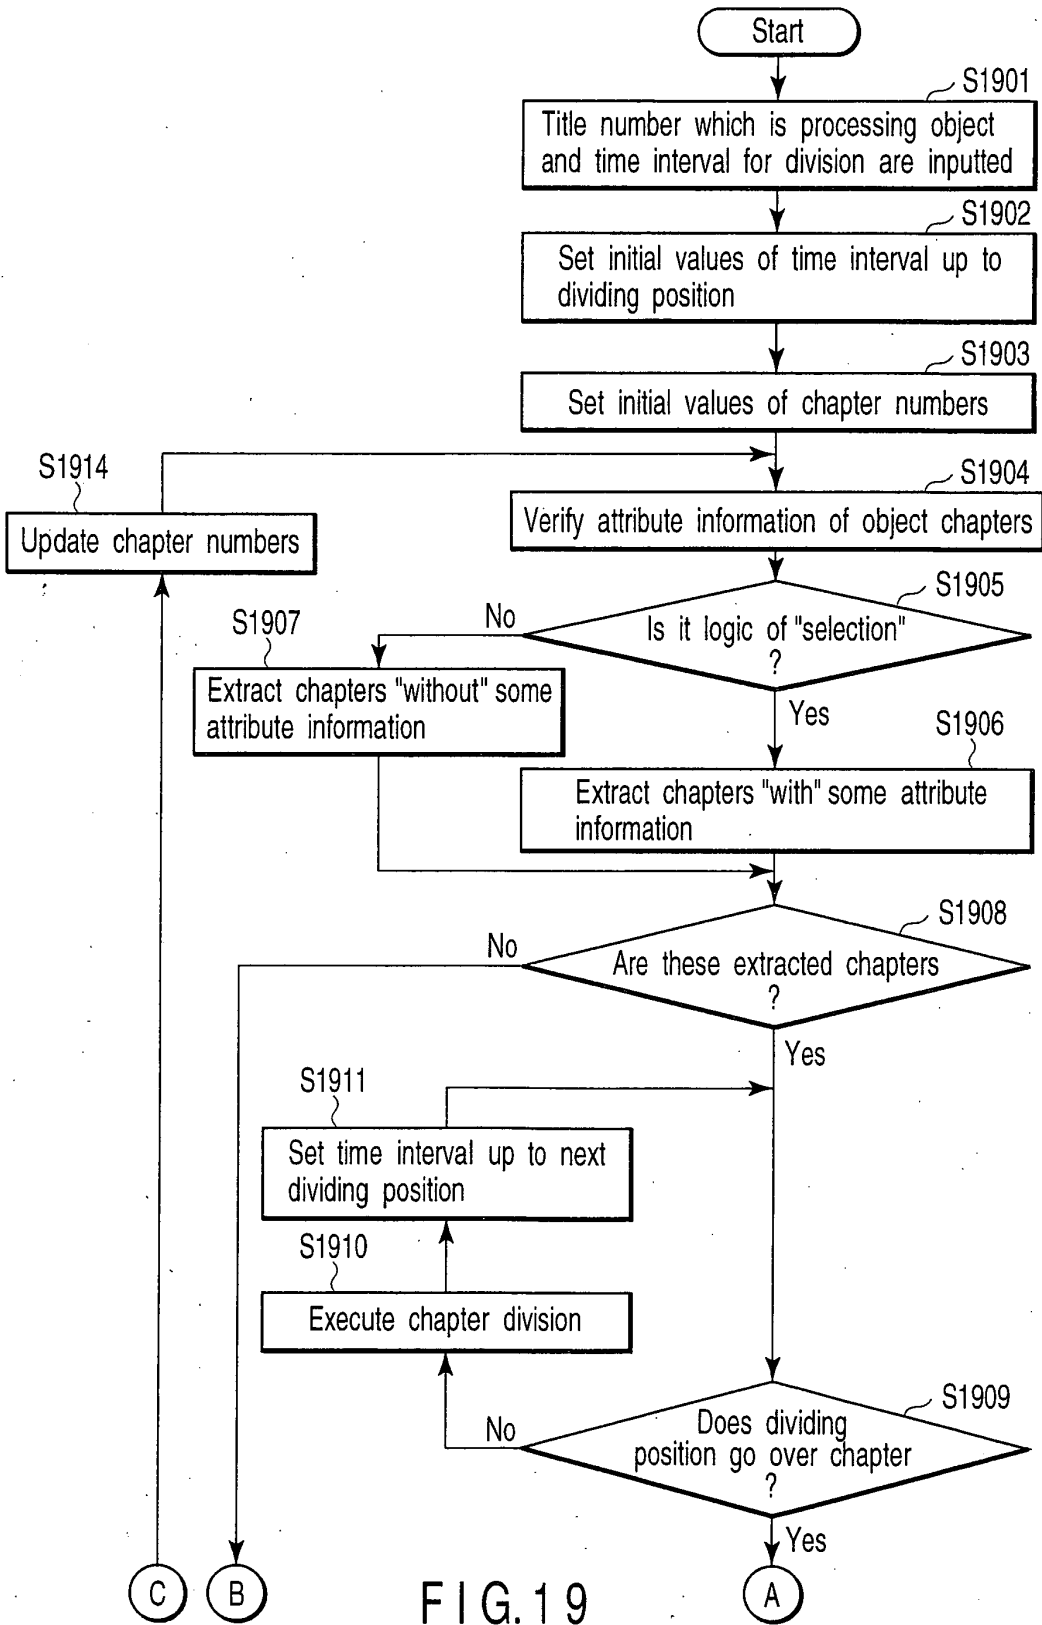 Start
S1901
Title number which is processing object
and time interval for division are inputted
S1902
Set initial values of time interval up to
dividing position
S1903
Set initial values of chapter numbers
S1914
Update chapter numbers
S1904
Verify attribute information of object chapters
S1905
Is it logic of "selection"
?
No
Yes
S1907
Extract chapters "without" some
attribute information
S1906
Extract chapters "with" some attribute
information
S1908
Are these extracted chapters
?
No
Yes
S1911
Set time interval up to next
dividing position
S1910
Execute chapter division
S1909
Does dividing
position go over chapter
?
No
Yes
C
B
A
FIG.19